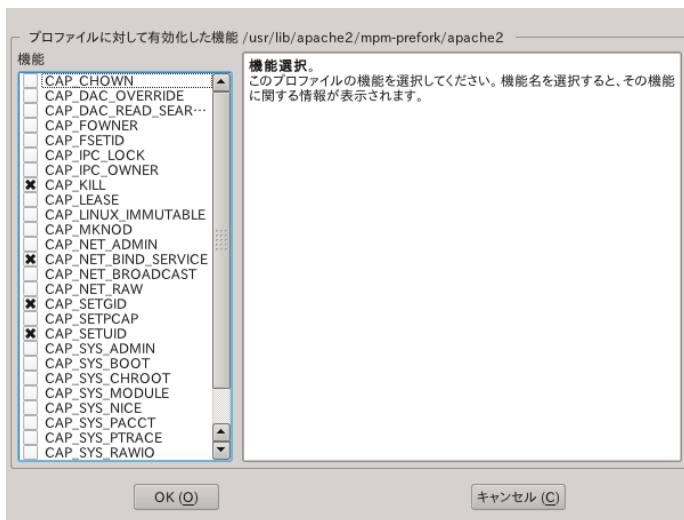 プロファイルに対して有効化した機能 /usr/lib/apache2/mpm-prefork/apache2
機能
CAP_CHOWN
CAP_DAC_OVERRIDE
CAP_DAC_READ_SEAR···
CAP_FOWNER
CAP_FSETID
CAP_IPC_LOCK
CAP_IPC_OWNER
CAP_KILL
CAP_LEASE
CAP_LINUX_IMMUTABLE
CAP_MKNOD
CAP_NET_ADMIN
CAP_NET_BIND_SERVICE
CAP_NET_BROADCAST
CAP_NET_RAW
CAP_SETGID
CAP_SETPCAP
CAP_SETUID
CAP_SYS_ADMIN
CAP_SYS_BOOT
CAP_SYS_CHROOT
CAP_SYS_MODULE
CAP_SYS_NICE
CAP_SYS_PACCT
CAP_SYS_PTRACE
CAP_SYS_RAWIO
機能選択。
このプロファイルの機能を選択してください。機能名を選択すると、その機能
に関する情報が表示されます。
OK (O)
キャンセル (C)